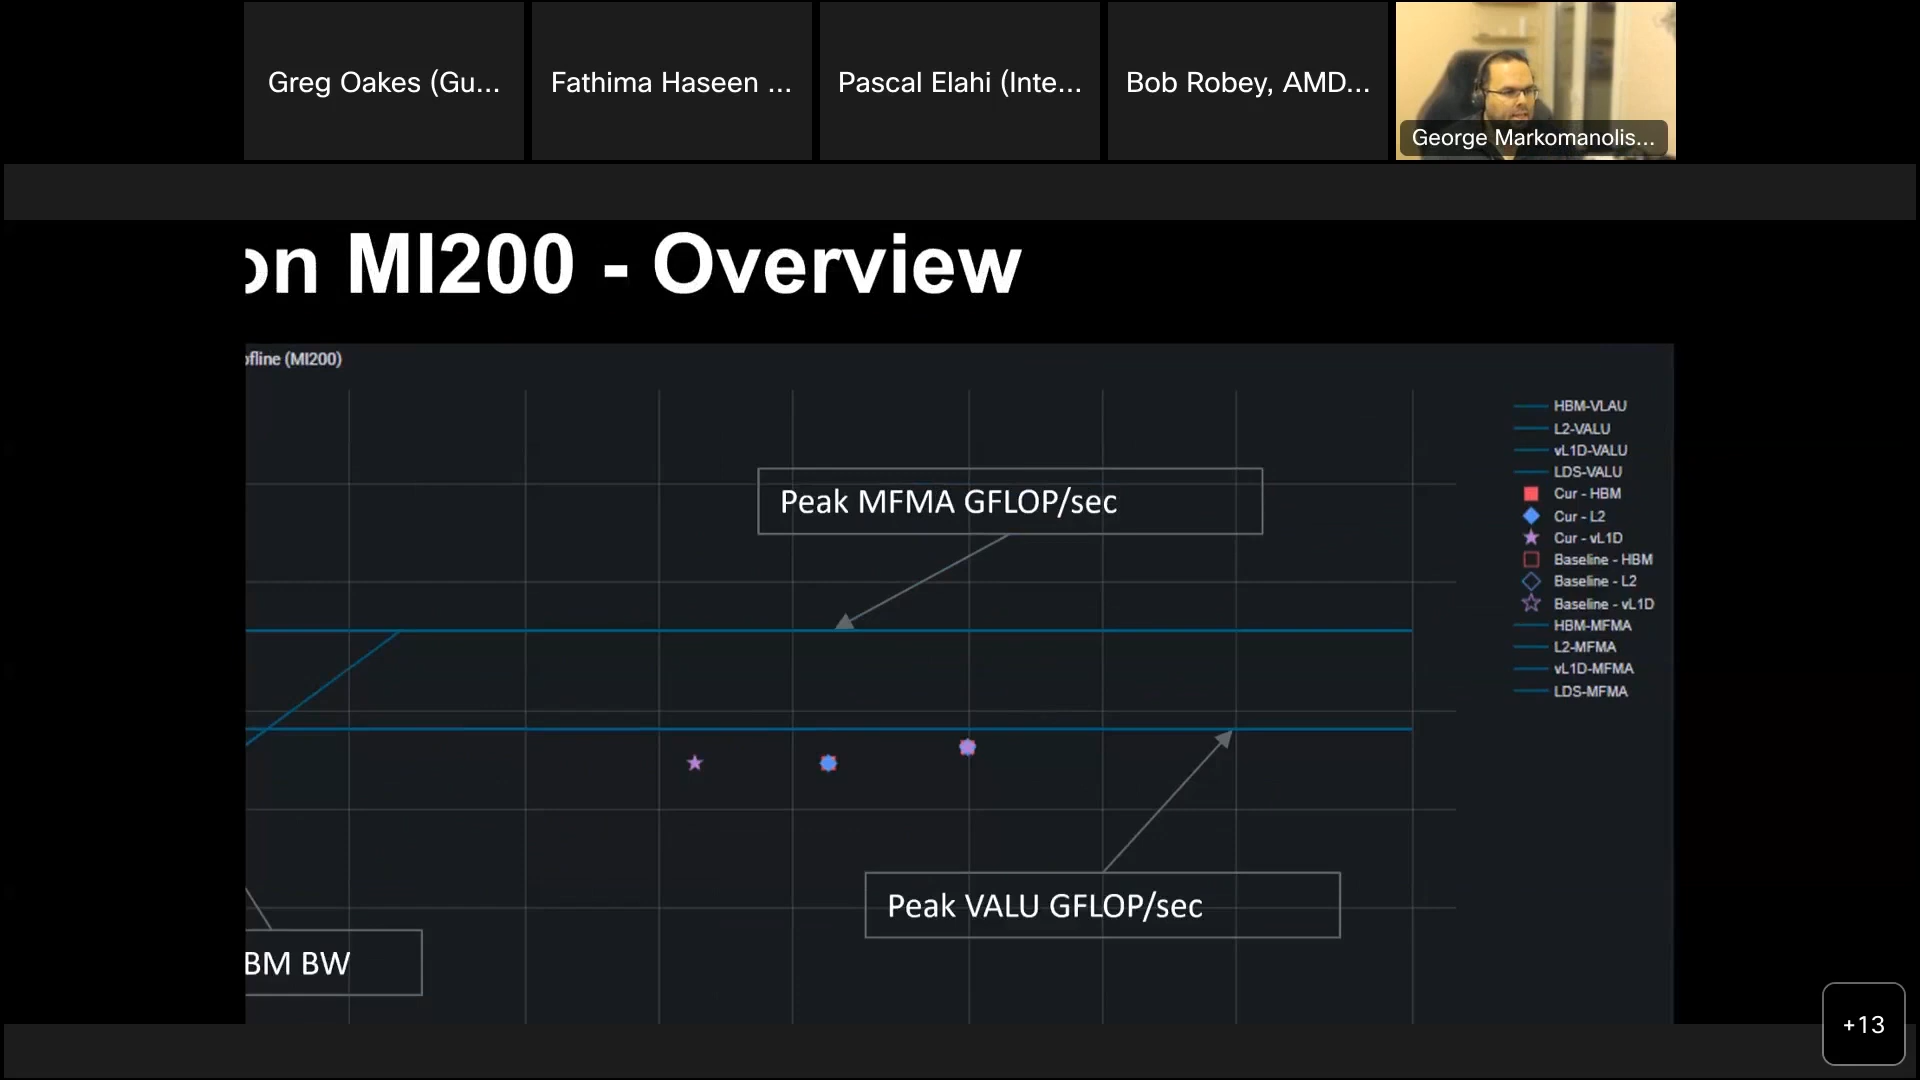 Greg Oakes (Gu...
Fathima Haseen ...
Pascal Elahi (Inte...
Bob Robey, AMD...
George Markomanolis...
on MI200 - Overview
ofline (MI200)
Peak MFMA GFLOP/sec
HBM-VLAU
L2-VALU
vL1D-VALU
LDS-VALU
Cur - HBM
Cur - L2
Cur - vL1D
Baseline - HBM
Baseline - L2
Baseline - vL1D
HBM-MFMA
L2-MFMA
vL1D-MFMA
LDS-MFMA
Peak VALU GFLOP/sec
BM BW
+13